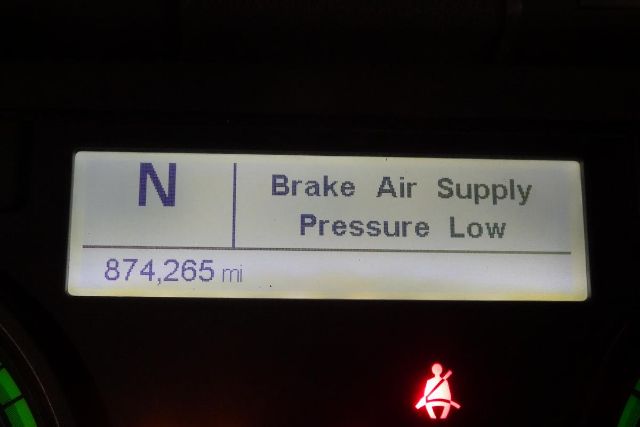 N
Brake Air Supply
Pressure Low
874,265 mi